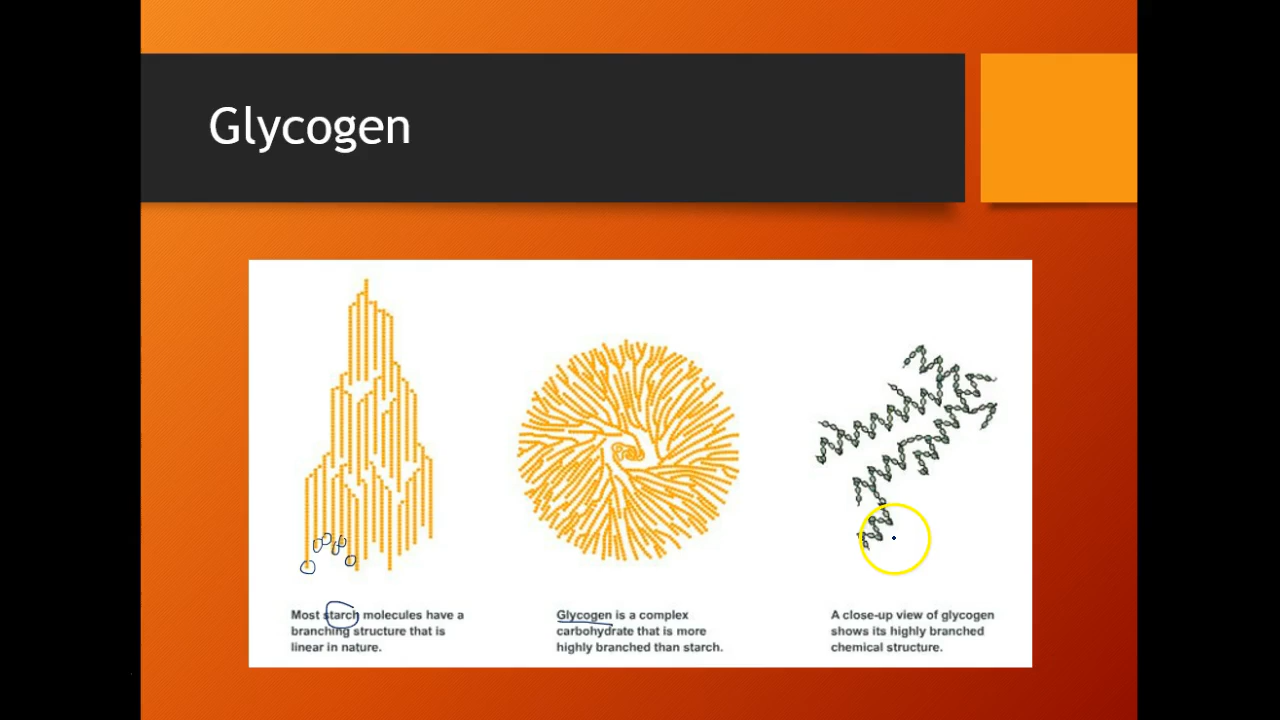 Glycogen
Most starch molecules have a
branching structure that is
linear in nature.
Glycogen is a complex
carbohydrate that is more
highly branched than starch.
A close-up view of glycogen
shows its highly branched
chemical structure.